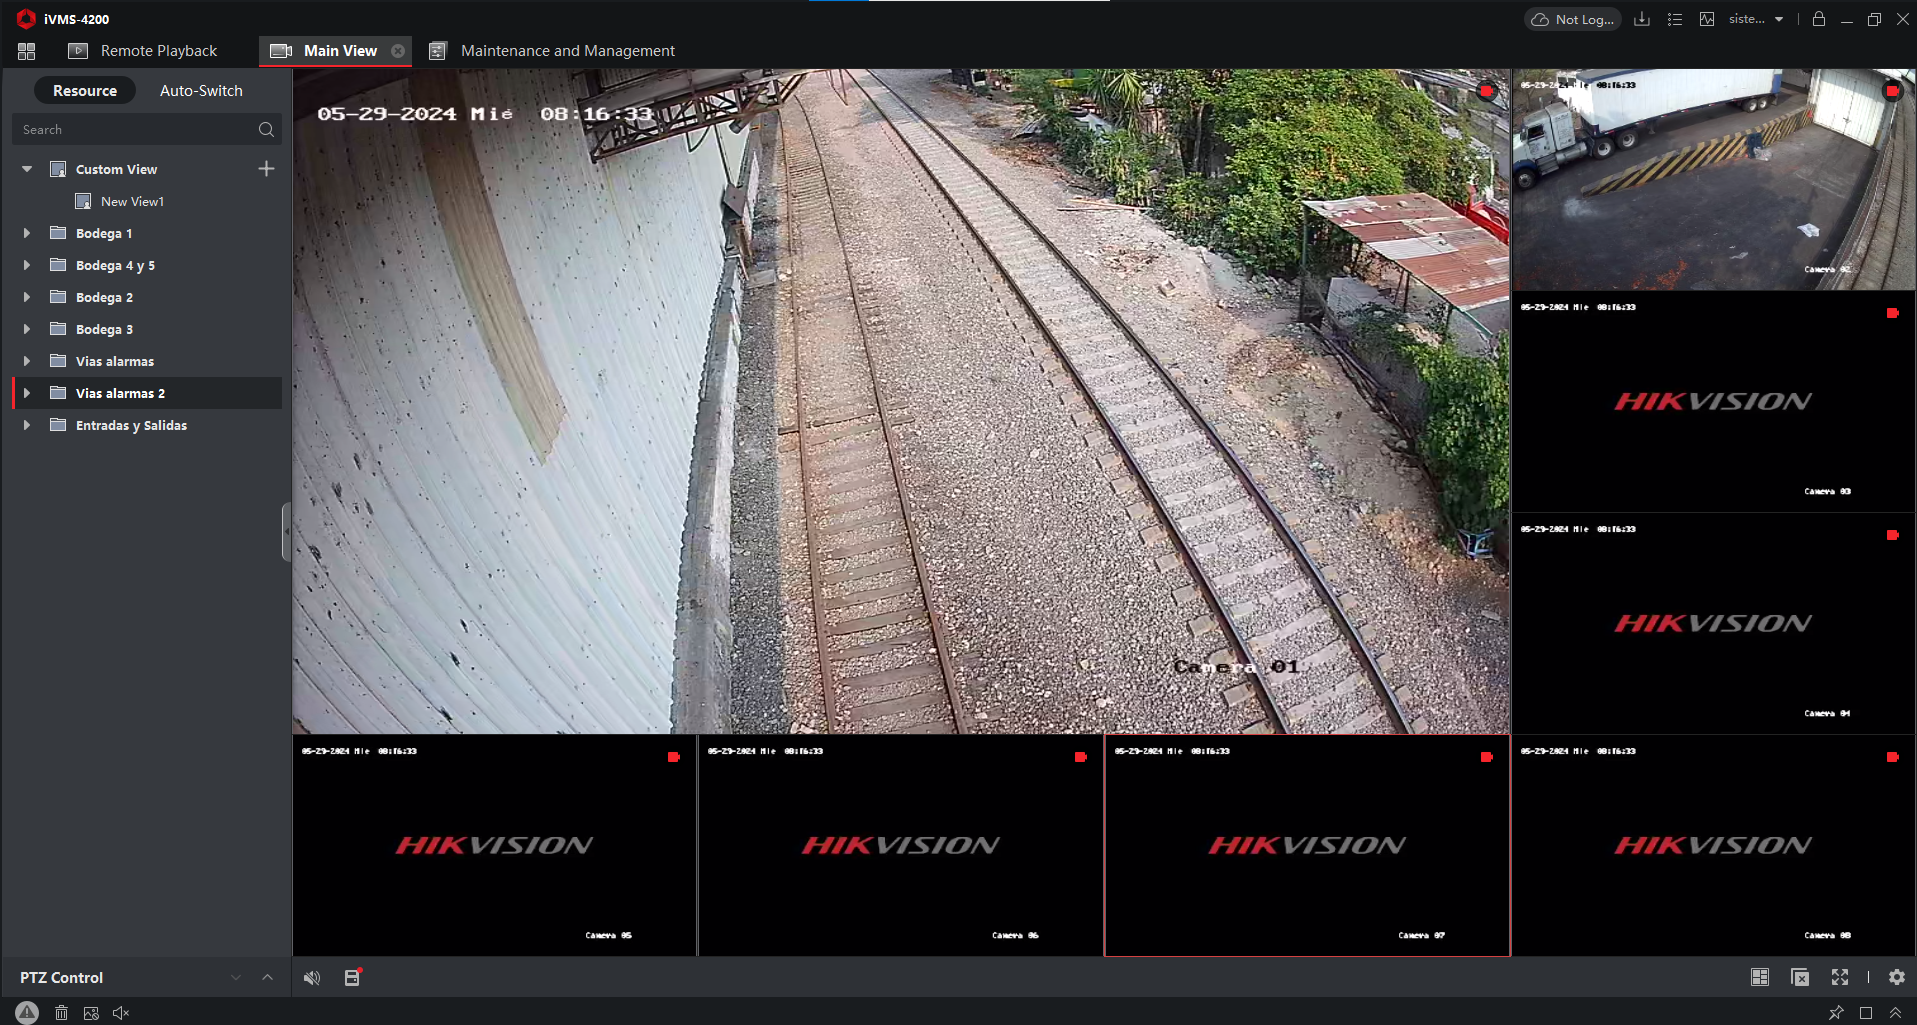 iVMS-4200
Not Log...
siste...
Remote Playback
Main View
Maintenance and Management
Resource
Auto-Switch
Search
Custom View
New View1
Bodega 1
Bodega 4 y 5
Bodega 2
Bodega 3
Vias alarmas
Vias alarmas 2
Entradas y Salidas
PTZ Control
05-29-2024 Mié 08:16:33
Camera 01
05-29-2024 Mie 08:16:33
Camera 02
05-29-2024 Mie 08:16:33
HIKVISION
Camera 03
05-29-2024 Mie 08:16:33
HIKVISION
Camera 04
05-29-2024 Mie 08:16:33
HIKVISION
Camera 05
05-29-2024 Mie 08:16:33
HIKVISION
Camera 06
05-29-2024 Mie 08:16:33
HIKVISION
Camera 07
05-29-2024 Mie 08:16:33
HIKVISION
Camera 08